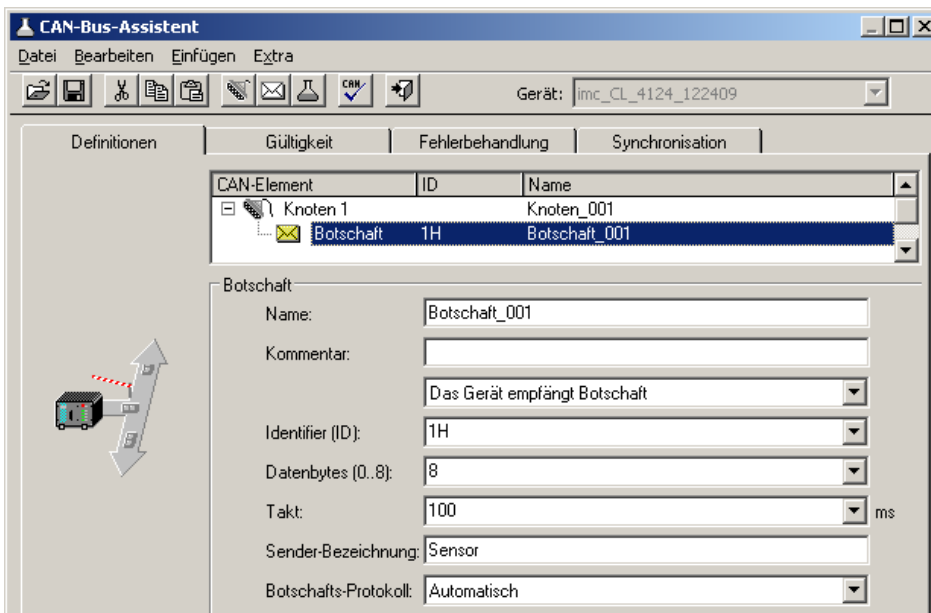 CAN-Bus-Assistent
Datei Bearbeiten Einfügen Extra
CAN Gerät: imc_CL_4124_122409
Definitionen Gültigkeit Fehlerbehandlung Synchronisation
CAN-Element ID Name
Knoten 1 Knoten_001
Botschaft 1H Botschaft_001
Botschaft
Name: Botschaft_001
Kommentar:
Das Gerät empfängt Botschaft
Identifier (ID): 1H
Datenbytes (0..8): 8
Takt: 100 ms
Sender-Bezeichnung: Sensor
Botschafts-Protokoll: Automatisch